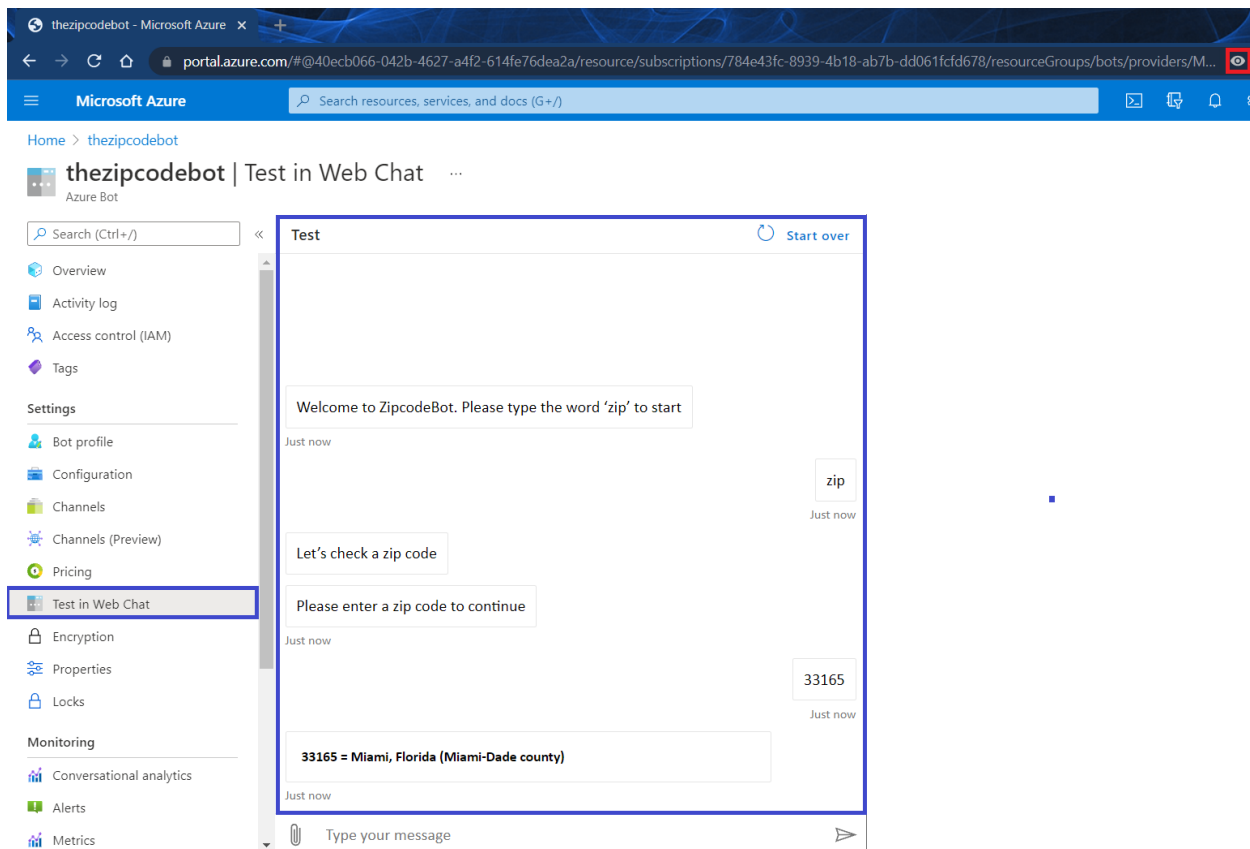 thezipcodebot - Microsoft Azure
portal.azure.com/#@40ecb066-042b-4627-a4f2-614fe76dea2a/resource/subscriptions/784e43fc-8939-4b18-ab7b-dd061fcfd678/resourceGroups/bots/providers/M...
Microsoft Azure
Search resources, services, and docs (G+/)
Home > thezipcodebot
thezipcodebot | Test in Web Chat ...
Azure Bot
Search (Ctrl+/)
«
Overview
Activity log
Access control (IAM)
Tags
Settings
Bot profile
Configuration
Channels
Channels (Preview)
Pricing
Test in Web Chat
Encryption
Properties
Locks
Monitoring
Conversational analytics
Alerts
Metrics
Test
Start over
Welcome to ZipcodeBot. Please type the word ‘zip’ to start
Just now
zip
Just now
Let’s check a zip code
Please enter a zip code to continue
Just now
33165
Just now
33165 = Miami, Florida (Miami-Dade county)
Just now
Type your message